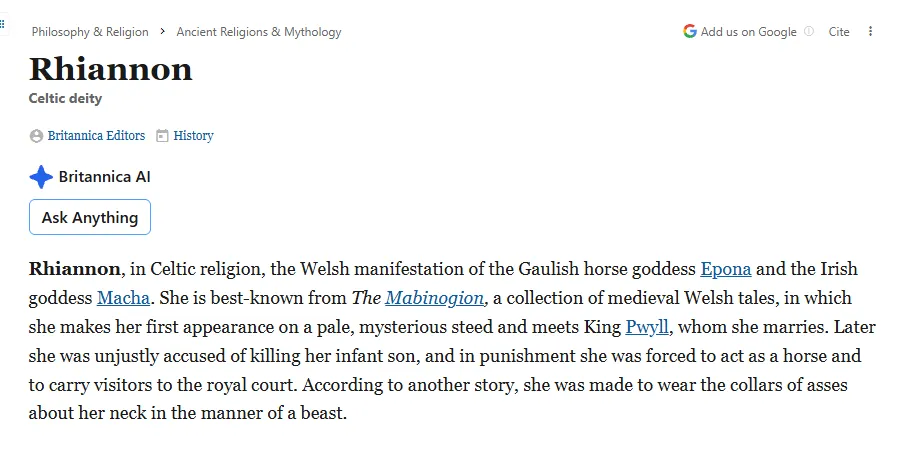 Philosophy & Religion > Ancient Religions & Mythology
Add us on Google Cite
Rhiannon
Celtic deity
Britannica Editors History
Britannica AI
Ask Anything
Rhiannon, in Celtic religion, the Welsh manifestation of the Gaulish horse goddess Epona and the Irish
goddess Macha. She is best-known from The Mabinogion, a collection of medieval Welsh tales, in which
she makes her first appearance on a pale, mysterious steed and meets King Pwyll, whom she marries. Later
she was unjustly accused of killing her infant son, and in punishment she was forced to act as a horse and
to carry visitors to the royal court. According to another story, she was made to wear the collars of asses
about her neck in the manner of a beast.